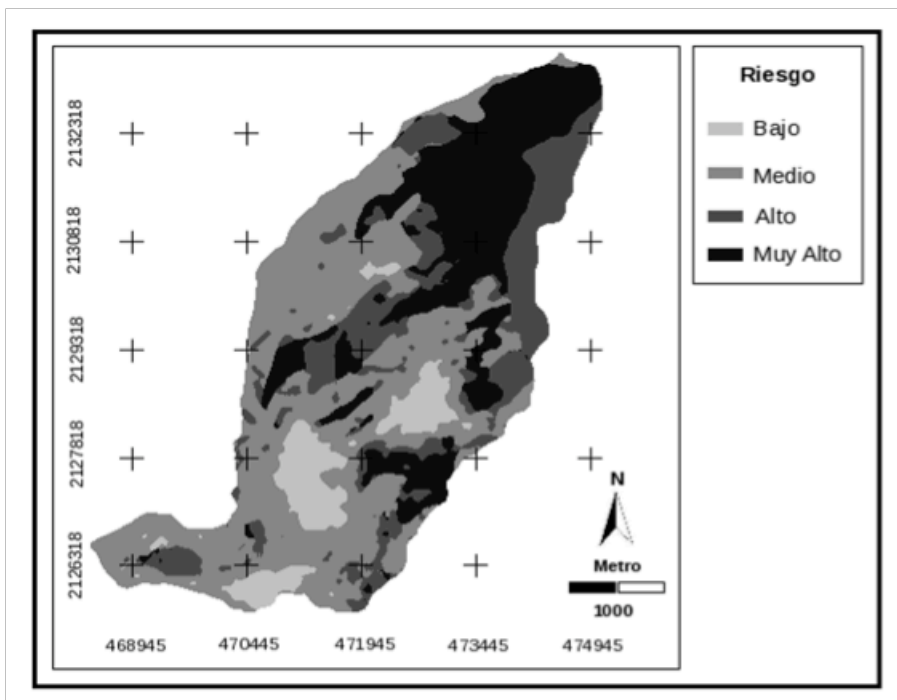 Riesgo
Bajo
Medio
Alto
Muy Alto
2132318
2130818
2129318
2127818
2126318
N
Metro
1000
468945 470445 471945 473445 474945